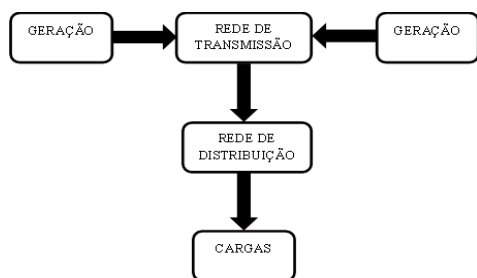 GERAÇÃO
REDE DE
TRANSMISSÃO
GERAÇÃO
REDE DE
DISTRIBUIÇÃO
CARGAS